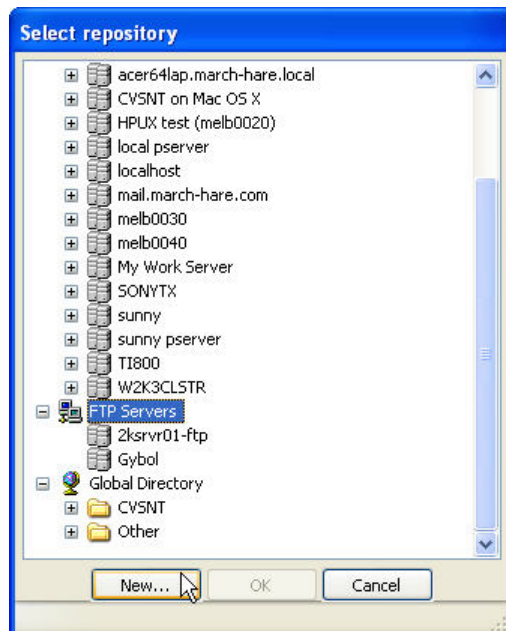 Select repository
acer64lap.march-hare.local
CVSNT on Mac OS X
HPUX test (melb0020)
local pserver
localhost
mail.march-hare.com
melb0030
melb0040
My Work Server
SONYTX
sunny
sunny pserver
TI800
W2K3CLSTR
FTP Servers
2ksrvr01-ftp
Gybol
Global Directory
CVSNT
Other
New... OK Cancel